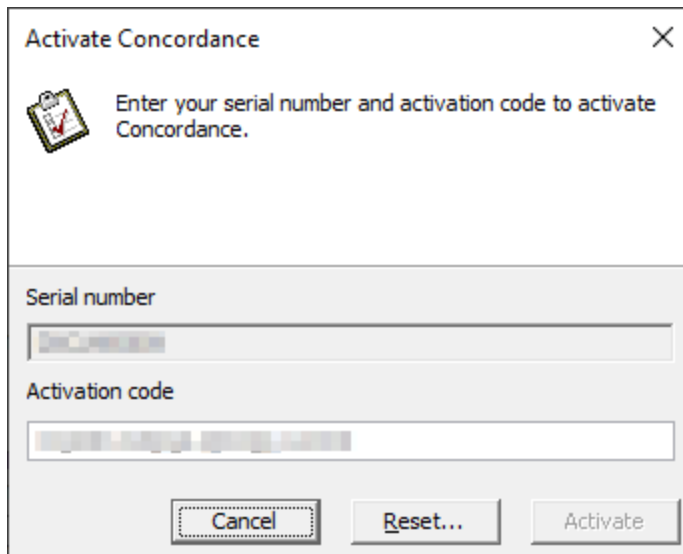 Activate Concordance
Enter your serial number and activation code to activate
Concordance.
Serial number
Activation code
Cancel
Reset...
Activate